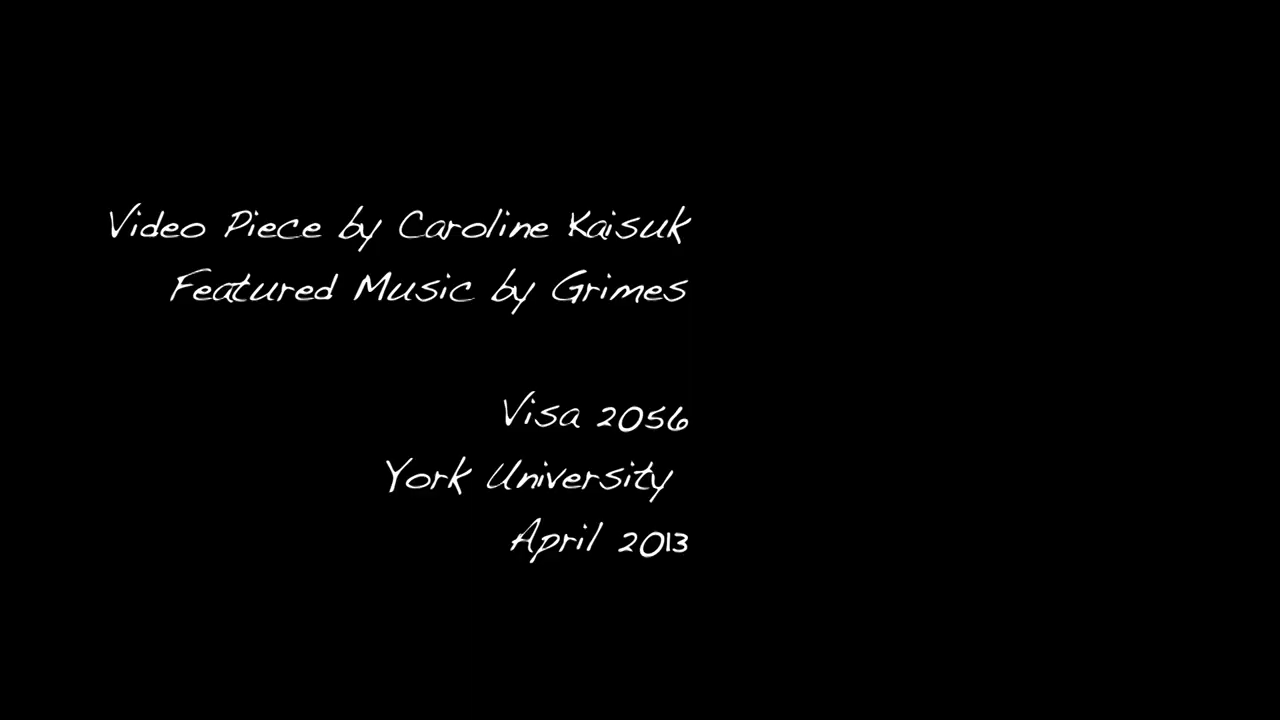 Video Piece by Caroline Kaisuk
Featured Music by Grimes
Visa 2056
York University
April 2013